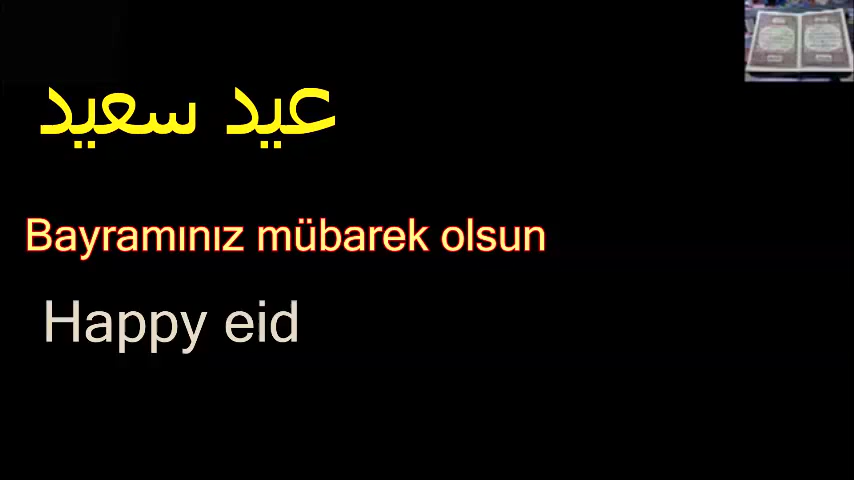 عيد سعيد
Bayramınız mübarek olsun
Happy eid